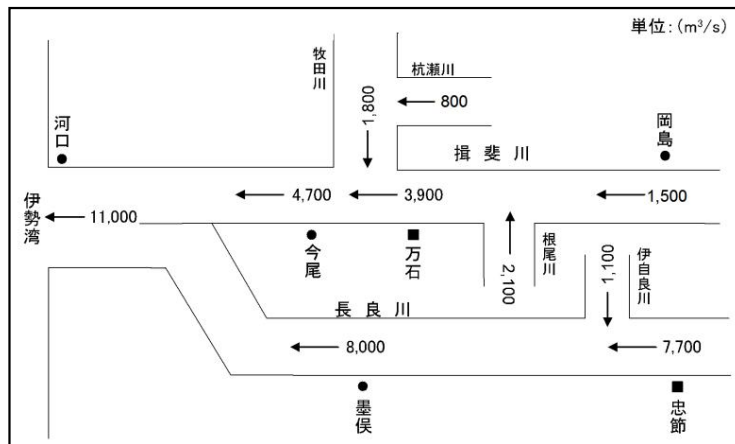 単位：(m³/s)
牧田川
杭瀬川
800
1,800
河口
岡島
揖斐川
4,700
3,900
1,500
伊勢湾
11,000
今尾
万石
2,100
根尾川
1,100
伊自良川
長良川
8,000
7,700
墨俣
忠節